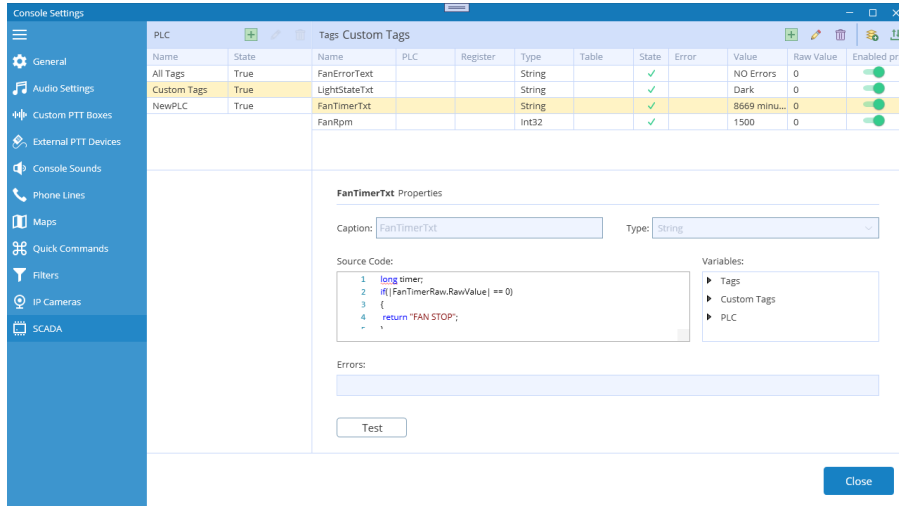 Console Settings
PLC
Tags Custom Tags
General
Audio Settings
Custom PTT Boxes
External PTT Devices
Console Sounds
Phone Lines
Maps
Quick Commands
Filters
IP Cameras
SCADA
Name State
All Tags True
Custom Tags True
NewPLC True
Name PLC Register Type Table State Error Value Raw Value Enabled pr
FanErrorText String NO Errors 0
LightStateTxt String Dark 0
FanTimerTxt String 8669 minu... 0
FanRpm Int32 1500 0
FanTimerTxt Properties
Caption: FanTimerTxt Type: String
Source Code: Variables:
1 long timer;
2 if(|FanTimerRaw.RawValue| == 0)
3 {
4 return "FAN STOP";
Tags
Custom Tags
PLC
Errors:
Test
Close